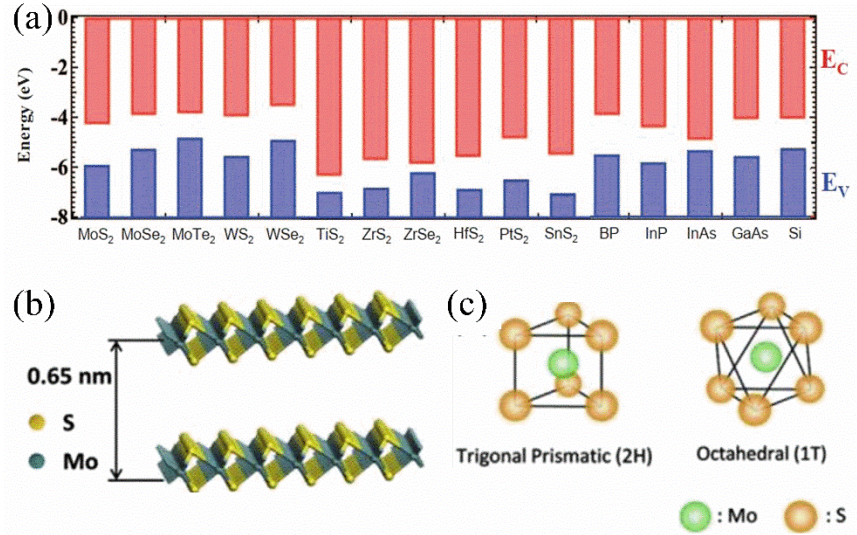 (a)
0
-2
-4
-6
-8
Energy (eV)
E_C
E_V
MoS₂ MoSe₂ MoTe₂ WS₂ WSe₂ TiS₂ ZrS₂ ZrSe₂ HfS₂ PtS₂ SnS₂ BP InP InAs GaAs Si
(b)
0.65 nm
S
Mo
(c)
Trigonal Prismatic (2H)
Octahedral (1T)
: Mo
: S